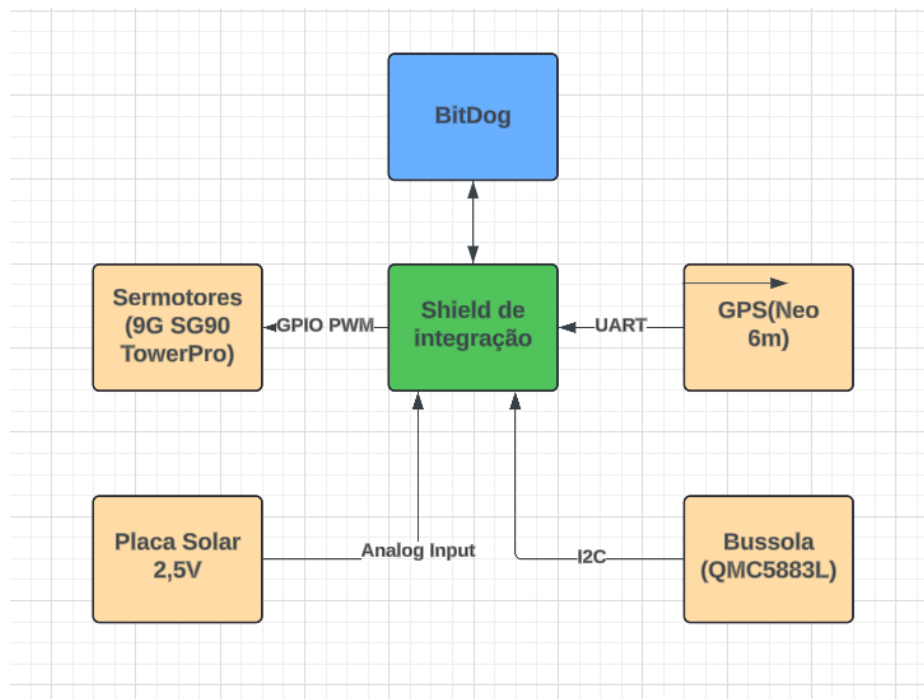 BitDog
Sermotores
(9G SG90
TowerPro)
GPIO PWM
Shield de
integração
UART
GPS(Neo
6m)
Placa Solar
2,5V
Analog Input
I2C
Bussola
(QMC5883L)